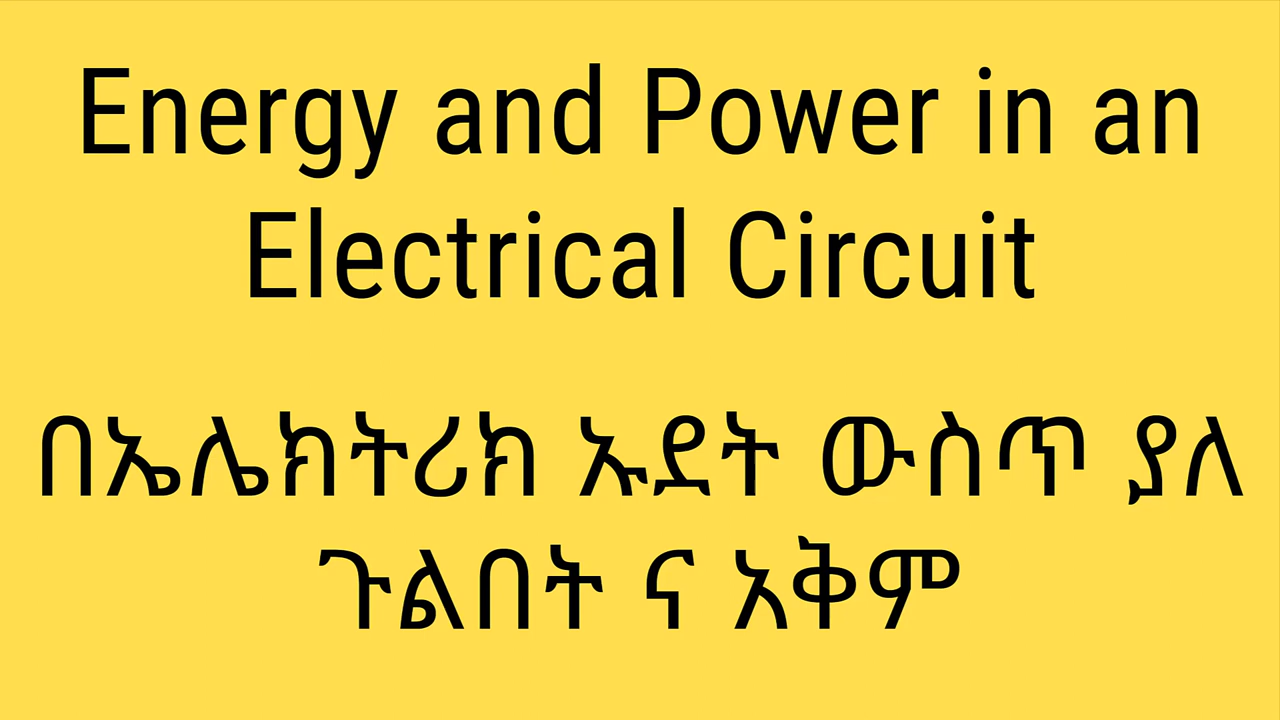 Energy and Power in an
Electrical Circuit
በኤሌክትሪክ ኡደት ውስጥ ያለ
ጉልበት ና አቅም